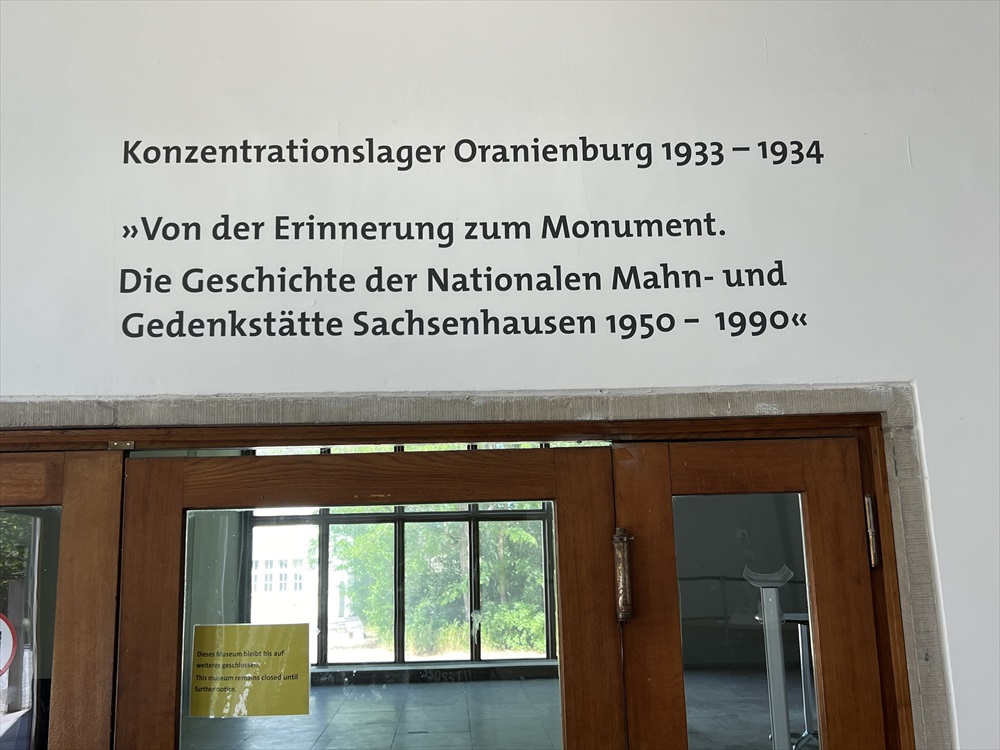 Konzentrationslager Oranienburg 1933 – 1934
»Von der Erinnerung zum Monument.
Die Geschichte der Nationalen Mahn- und
Gedenkstätte Sachsenhausen 1950 – 1990«
Dieses Museum bleibt bis auf
weiteres geschlossen.
This museum remains closed until
further notice.